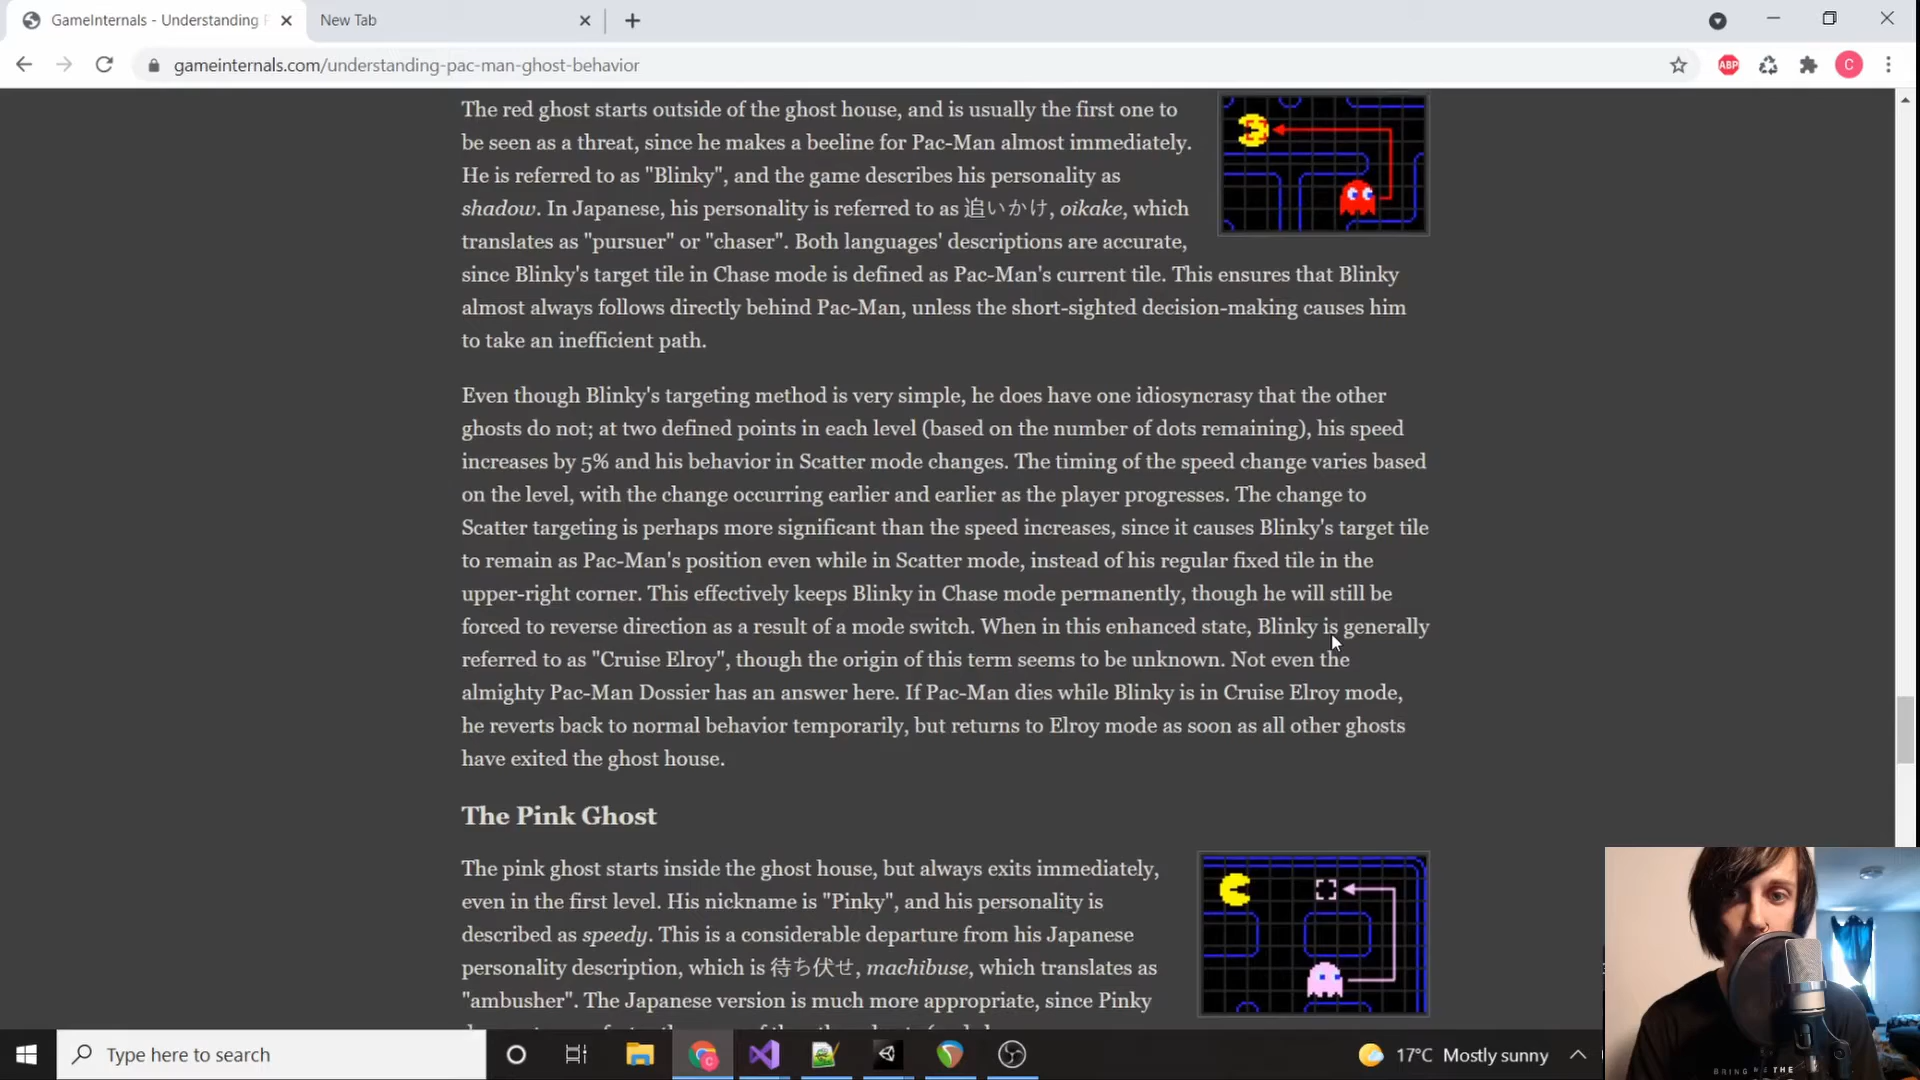 GameInternals - Understanding P
New Tab
gameinternals.com/understanding-pac-man-ghost-behavior
ABP
C
The red ghost starts outside of the ghost house, and is usually the first one to
be seen as a threat, since he makes a beeline for Pac-Man almost immediately.
He is referred to as "Blinky", and the game describes his personality as
shadow. In Japanese, his personality is referred to as 追いかけ, oikake, which
translates as "pursuer" or "chaser". Both languages' descriptions are accurate,
since Blinky's target tile in Chase mode is defined as Pac-Man's current tile. This ensures that Blinky
almost always follows directly behind Pac-Man, unless the short-sighted decision-making causes him
to take an inefficient path.
Even though Blinky's targeting method is very simple, he does have one idiosyncrasy that the other
ghosts do not; at two defined points in each level (based on the number of dots remaining), his speed
increases by 5% and his behavior in Scatter mode changes. The timing of the speed change varies based
on the level, with the change occurring earlier and earlier as the player progresses. The change to
Scatter targeting is perhaps more significant than the speed increases, since it causes Blinky's target tile
to remain as Pac-Man's position even while in Scatter mode, instead of his regular fixed tile in the
upper-right corner. This effectively keeps Blinky in Chase mode permanently, though he will still be
forced to reverse direction as a result of a mode switch. When in this enhanced state, Blinky is generally
referred to as "Cruise Elroy", though the origin of this term seems to be unknown. Not even the
almighty Pac-Man Dossier has an answer here. If Pac-Man dies while Blinky is in Cruise Elroy mode,
he reverts back to normal behavior temporarily, but returns to Elroy mode as soon as all other ghosts
have exited the ghost house.
The Pink Ghost
The pink ghost starts inside the ghost house, but always exits immediately,
even in the first level. His nickname is "Pinky", and his personality is
described as speedy. This is a considerable departure from his Japanese
personality description, which is 待ち伏せ, machibuse, which translates as
"ambusher". The Japanese version is much more appropriate, since Pinky
Type here to search
17°C Mostly sunny
BRING ME THE